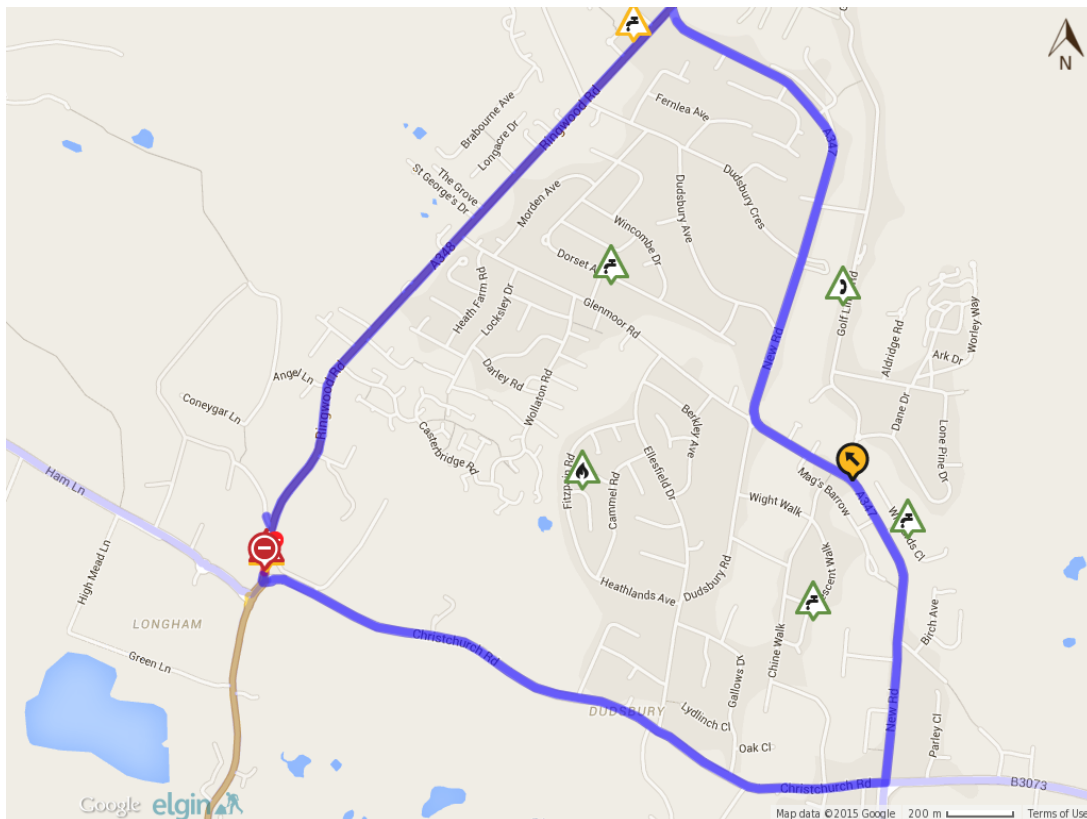 N
Brabourne Ave
Longacre Dr
Ringwood Rd
Fernlea Ave
A347
The Grove
St George's Dr
Morden Ave
Dudsbury Ave
Dudsbury Cres
Wincombe Dr
A348
Dorset A
Golf Lin
Heath Farm Rd
Locksley Dr
Glenmoor Rd
Aldridge Rd
Worley Way
New Rd
Ark Dr
Ringwood Rd
Angel Ln
Darley Rd
Wollaton Rd
Coneygar Ln
Berkley Ave
Dane Dr
Lone Pine Dr
Casterbridge Rd
Ellesfield Dr
Fitzpain Rd
Cammel Rd
Mag's Barrow
Ham Ln
Wight Walk
A347
High Mead Ln
scent Walk
Heathlands Ave
Dudsbury Rd
LONGHAM
Christchurch Rd
Chine Walk
Birch Ave
Green Ln
Gallows Dr
DUDSBURY
Lydlinch Cl
New Rd
Parley Cl
Oak Cl
Christchurch Rd
B3073
Google elgin
Map data ©2015 Google 200 m Terms of Use